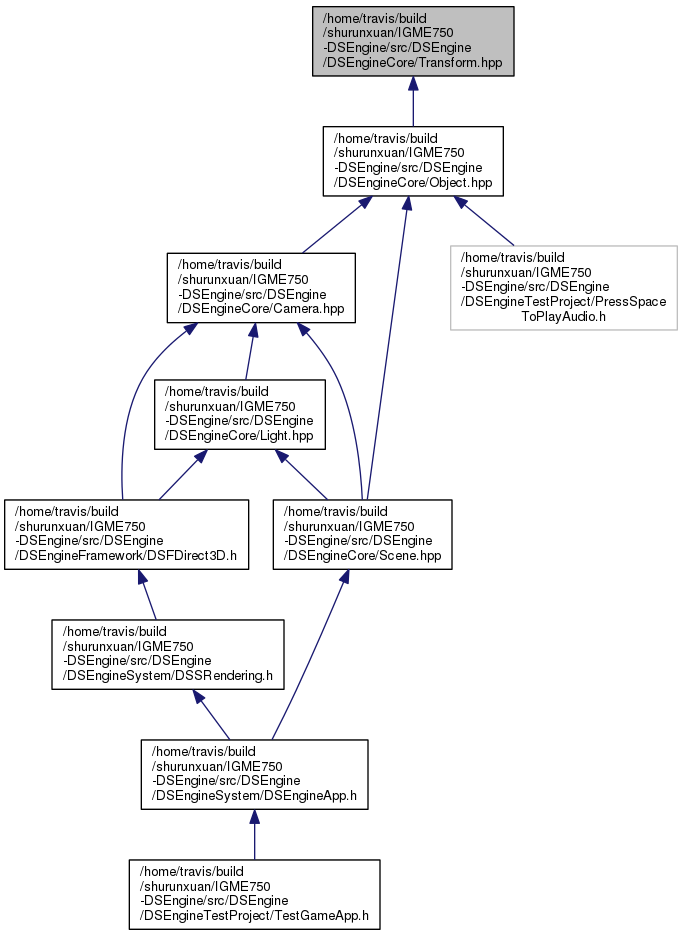 /home/travis/build
/shurunxuan/IGME750
-DSEngine/src/DSEngine
/DSEngineCore/Transform.hpp
/home/travis/build
/shurunxuan/IGME750
-DSEngine/src/DSEngine
/DSEngineCore/Object.hpp
/home/travis/build
/shurunxuan/IGME750
-DSEngine/src/DSEngine
/DSEngineCore/Camera.hpp
/home/travis/build
/shurunxuan/IGME750
-DSEngine/src/DSEngine
/DSEngineTestProject/PressSpace
ToPlayAudio.h
/home/travis/build
/shurunxuan/IGME750
-DSEngine/src/DSEngine
/DSEngineCore/Light.hpp
/home/travis/build
/shurunxuan/IGME750
-DSEngine/src/DSEngine
/DSEngineFramework/DSFDirect3D.h
/home/travis/build
/shurunxuan/IGME750
-DSEngine/src/DSEngine
/DSEngineCore/Scene.hpp
/home/travis/build
/shurunxuan/IGME750
-DSEngine/src/DSEngine
/DSEngineSystem/DSSRendering.h
/home/travis/build
/shurunxuan/IGME750
-DSEngine/src/DSEngine
/DSEngineSystem/DSEngineApp.h
/home/travis/build
/shurunxuan/IGME750
-DSEngine/src/DSEngine
/DSEngineTestProject/TestGameApp.h